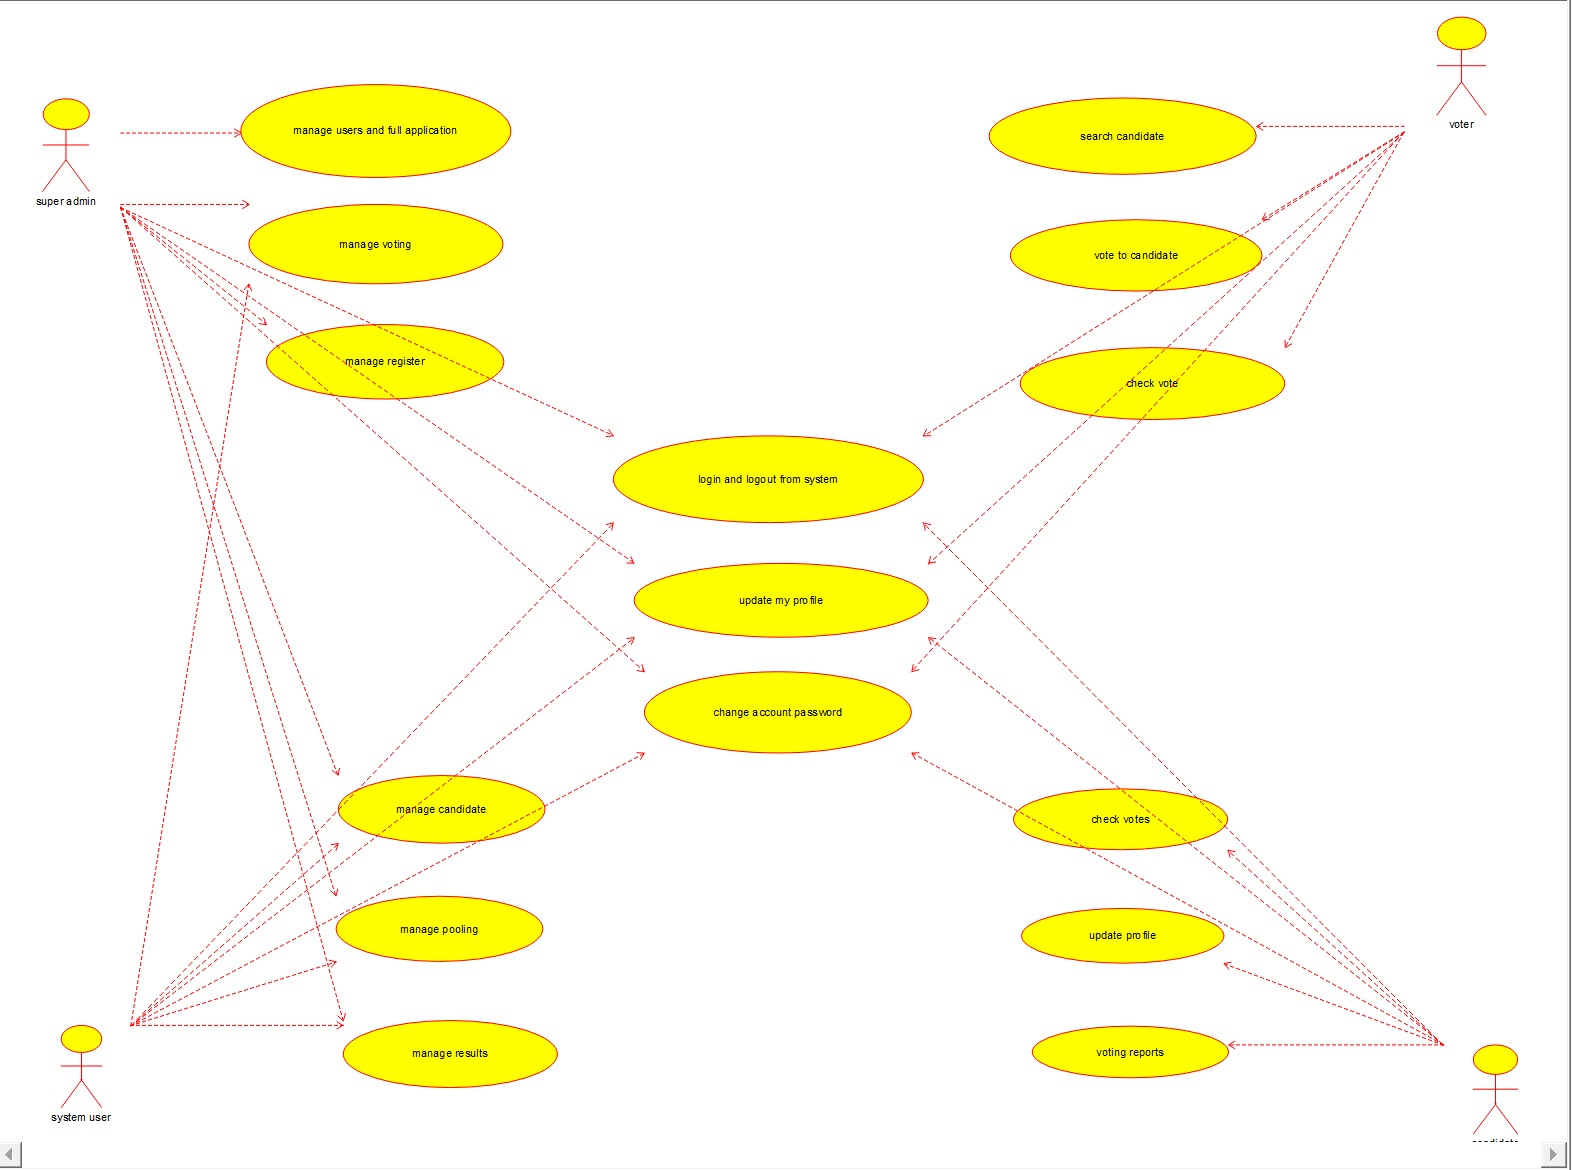 voter
manage users and full application
search candidate
super admin
manage voting
vote to candidate
manage register
check vote
login and logout from system
update my profile
change account password
manage candidate
check votes
manage pooling
update profile
manage results
voting reports
system user